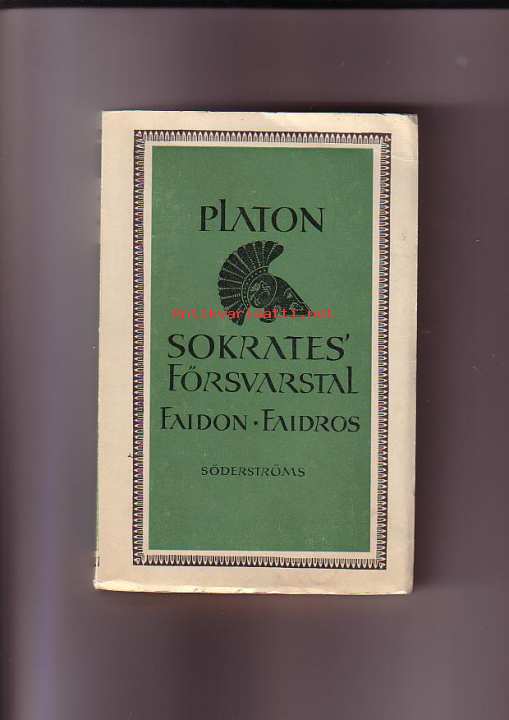 PLATON
Antikvariaatti.net
SOKRATES'
FÖRSVARSTAL
FAIDON · FAIDROS
SÖDERSTRÖMS